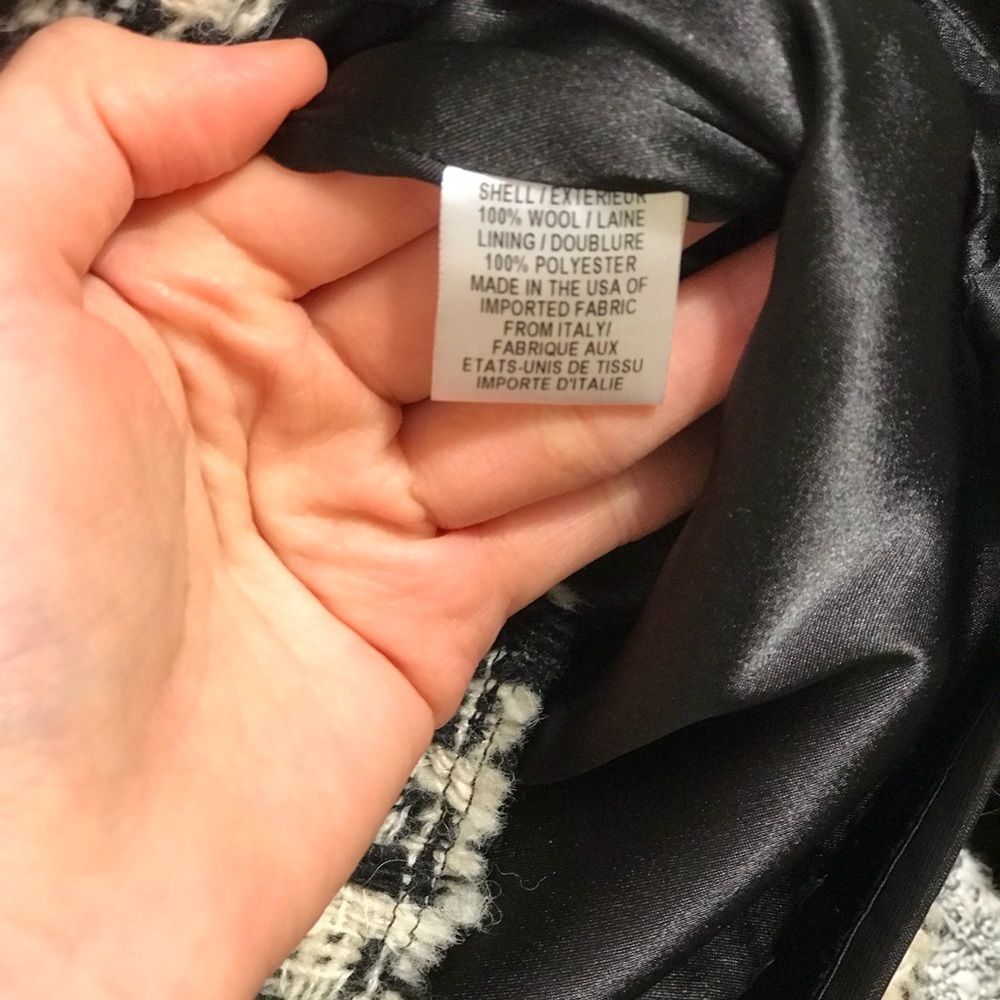 SHELL / EXTERIEUR
100% WOOL / LAINE
LINING / DOUBLURE
100% POLYESTER
MADE IN THE USA OF
IMPORTED FABRIC
FROM ITALY/
FABRIQUE AUX
ETATS-UNIS DE TISSU
IMPORTE D'ITALIE